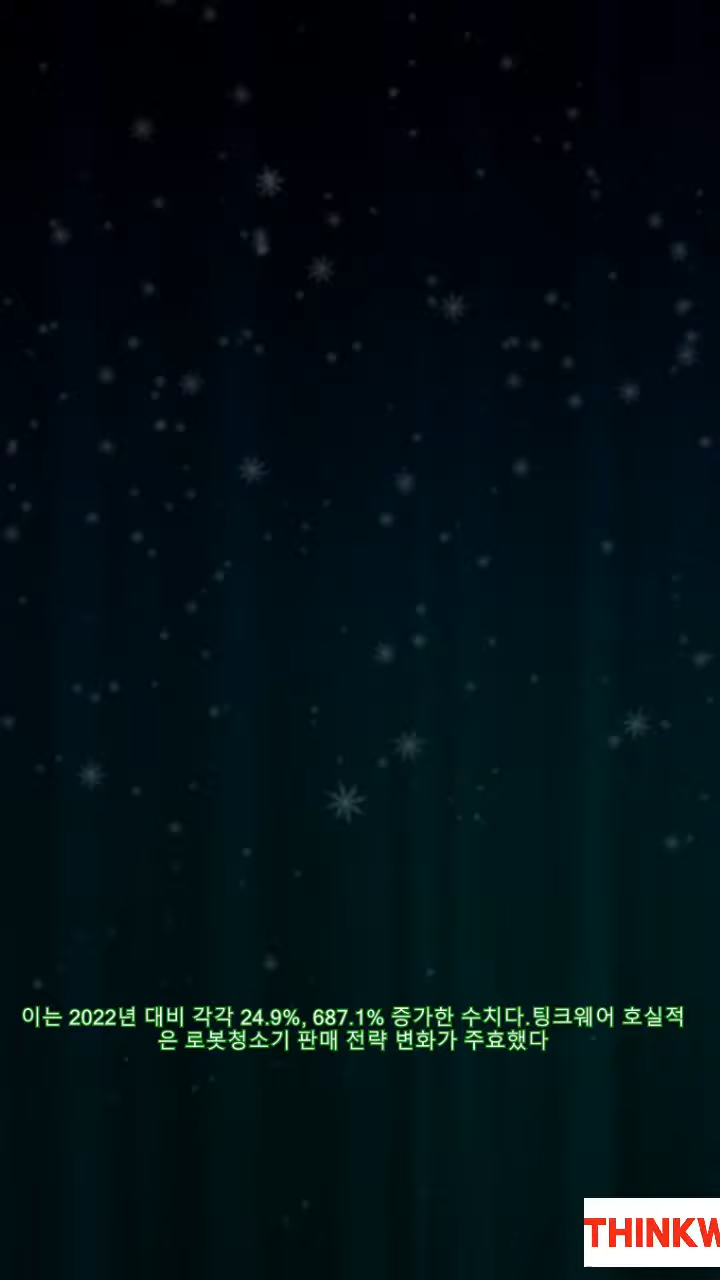 이는 2022년 대비 각각 24.9%, 687.1% 증가한 수치다.팅크웨어 호실적
은 로봇청소기 판매 전략 변화가 주효했다
THINKW